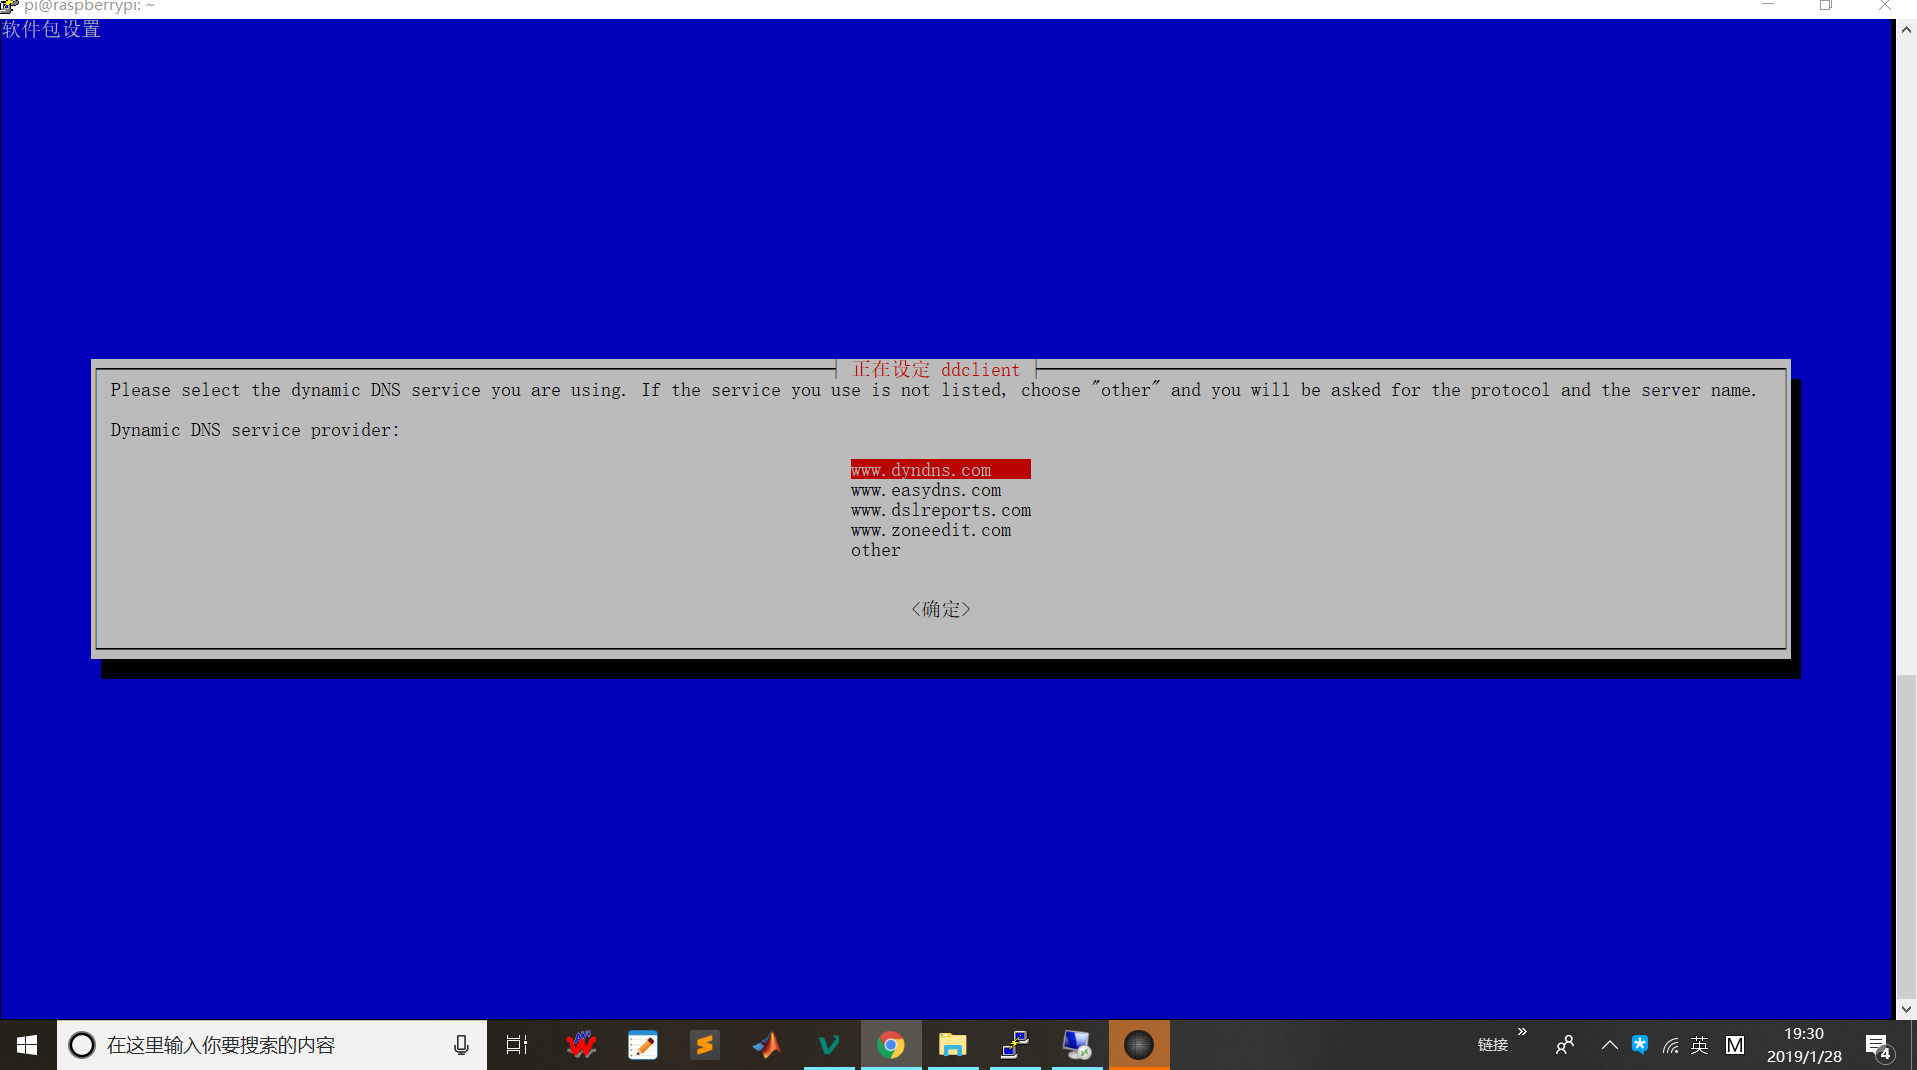 pi@raspberrypi: ~
软件包设置
正在设定 ddclient
Please select the dynamic DNS service you are using. If the service you use is not listed, choose "other" and you will be asked for the protocol and the server name.
Dynamic DNS service provider:
www.dyndns.com
www.easydns.com
www.dslreports.com
www.zoneedit.com
other
<确定>
在这里输入你要搜索的内容
链接
英
M
19:30
2019/1/28
4